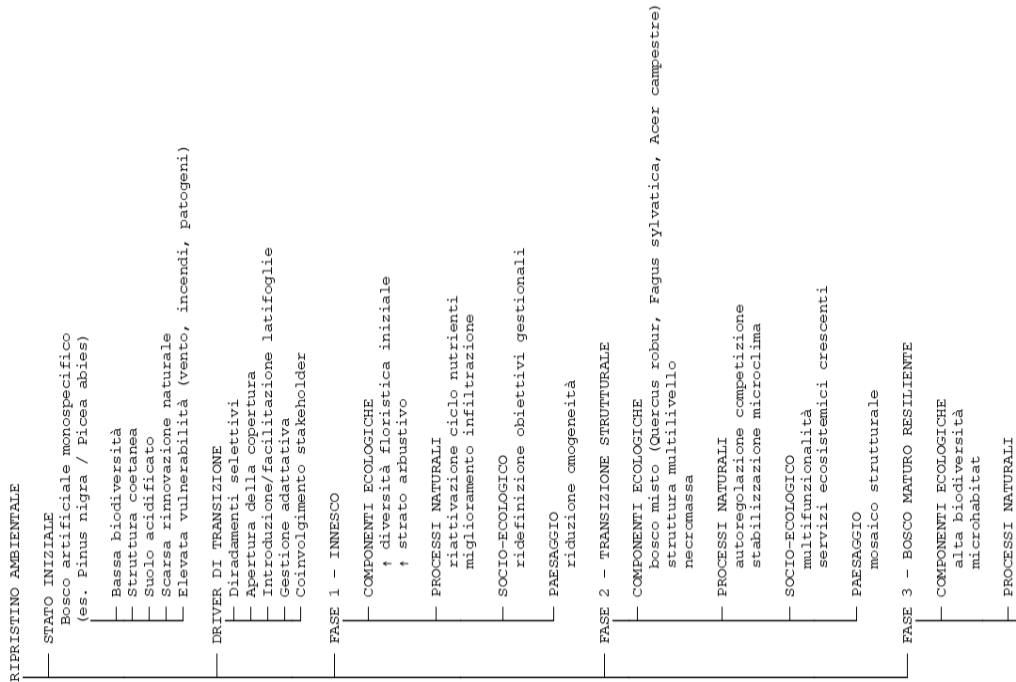 RIPRISTINO AMBIENTALE
STATO INIZIALE
Bosco artificiale monospecifico
(es. Pinus nigra / Picea abies)
Bassa biodiversità
Struttura coetanea
Suolo acidificato
Scarsa rinnovazione naturale
Elevata vulnerabilità (vento, incendi, patogeni)
DRIVER DI TRANSIZIONE
Diradamenti selettivi
Apertura della copertura
Introduzione/facilitazione latifoglie
Gestione adattativa
Coinvolgimento stakeholder
FASE 1 – INNESCO
COMPONENTI ECOLOGICHE
↑ diversità floristica iniziale
↑ strato arbustivo
PROCESSI NATURALI
riattivazione ciclo nutrienti
miglioramento infiltrazione
SOCIO-ECOLOGICO
ridefinizione obiettivi gestionali
PAESAGGIO
riduzione omogeneità
FASE 2 – TRANSIZIONE STRUTTURALE
COMPONENTI ECOLOGICHE
bosco misto (Quercus robur, Fagus sylvatica, Acer campestre)
struttura multilivello
necromassa
PROCESSI NATURALI
autoregolazione competizione
stabilizzazione microclima
SOCIO-ECOLOGICO
multifunzionalità
servizi ecosistemici crescenti
PAESAGGIO
mosaico strutturale
FASE 3 – BOSCO MATURO RESILIENTE
COMPONENTI ECOLOGICHE
alta biodiversità
microhabitat
PROCESSI NATURALI